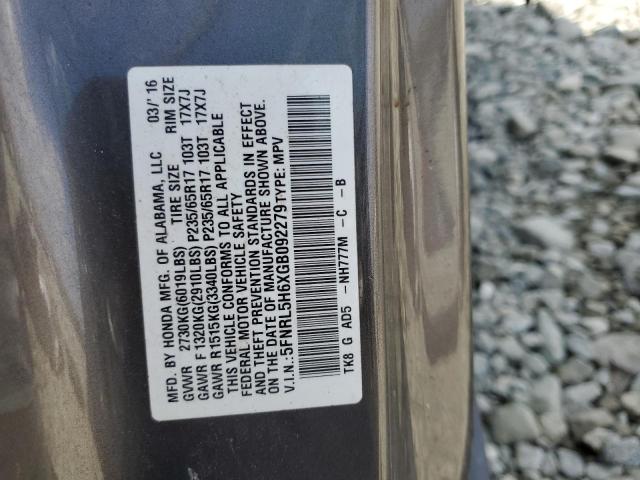 MFD. BY HONDA MFG. OF ALABAMA, LLC 03/'16
GVWR 2730KG(6019LBS) TIRE SIZE RIM SIZE
GAWR F 1320KG(2910LBS) P235/65R17 103T 17X7J
GAWR R 1515KG(3340LBS) P235/65R17 103T 17X7J
THIS VEHICLE CONFORMS TO ALL APPLICABLE
FEDERAL MOTOR VEHICLE SAFETY
AND THEFT PREVENTION STANDARDS IN EFFECT
ON THE DATE OF MANUFACTURE SHOWN ABOVE.
V.I.N.:5FNRL5H6XGB092279 TYPE: MPV
TK8 G AD5 -NH777M -C -B